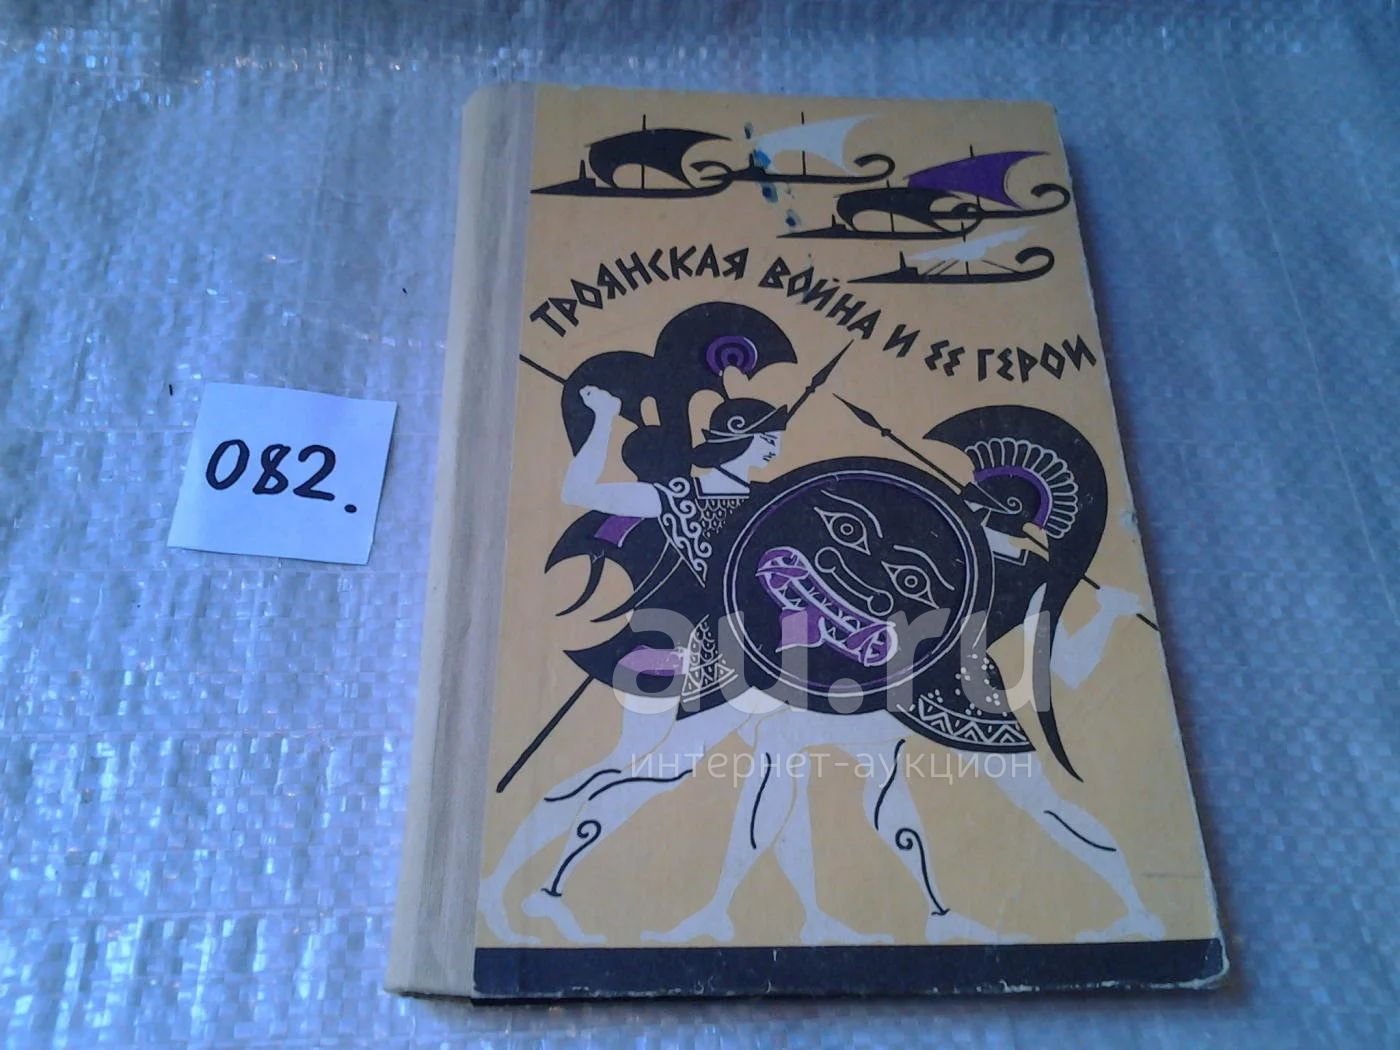 ТРОЯНСКАЯ ВОЙНА И ЕЕ ГЕРОИ
082.
au.ru
интернет-аукцион